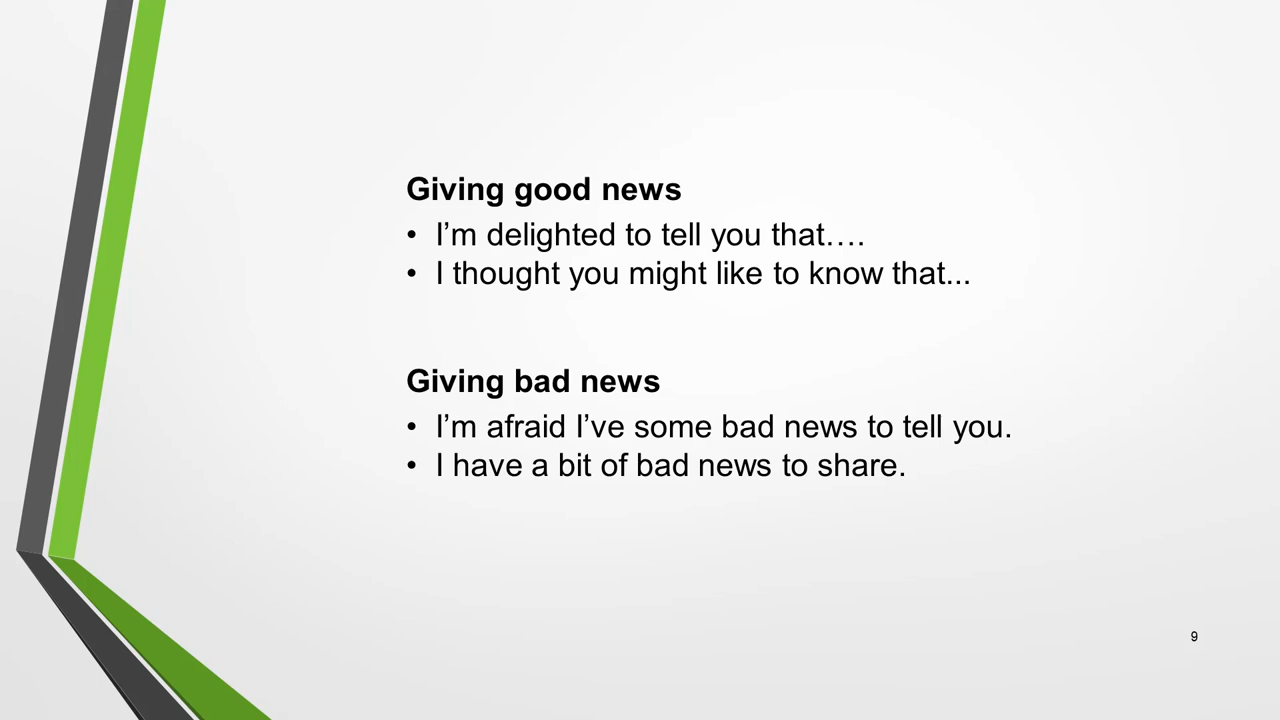 Giving good news
• I’m delighted to tell you that….
• I thought you might like to know that...
Giving bad news
• I’m afraid I’ve some bad news to tell you.
• I have a bit of bad news to share.
9